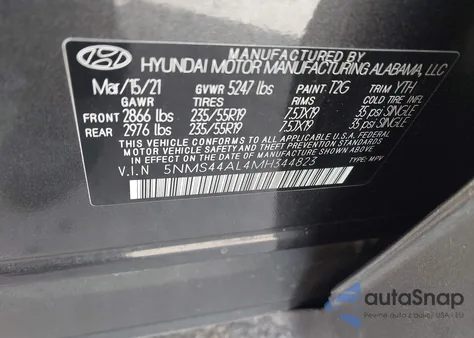 MANUFACTURED BY
HYUNDAI MOTOR MANUFACTURING ALABAMA, LLC
Mar/15/21 GVWR 5247 lbs PAINT T2G TRIM YTH
GAWR TIRES RIMS COLD TIRE INFL
FRONT 2866 lbs 235/55R19 7.5JX19 35 psi SINGLE
REAR 2976 lbs 235/55R19 7.5JX19 35 psi SINGLE
THIS VEHICLE CONFORMS TO ALL APPLICABLE U.S.A. FEDERAL
MOTOR VEHICLE SAFETY AND THEFT PREVENTION STANDARDS
IN EFFECT ON THE DATE OF MANUFACTURE SHOWN ABOVE.
V.I.N 5NMS44AL4MH344823 TYPE: MPV
autoSnap
USA i EU